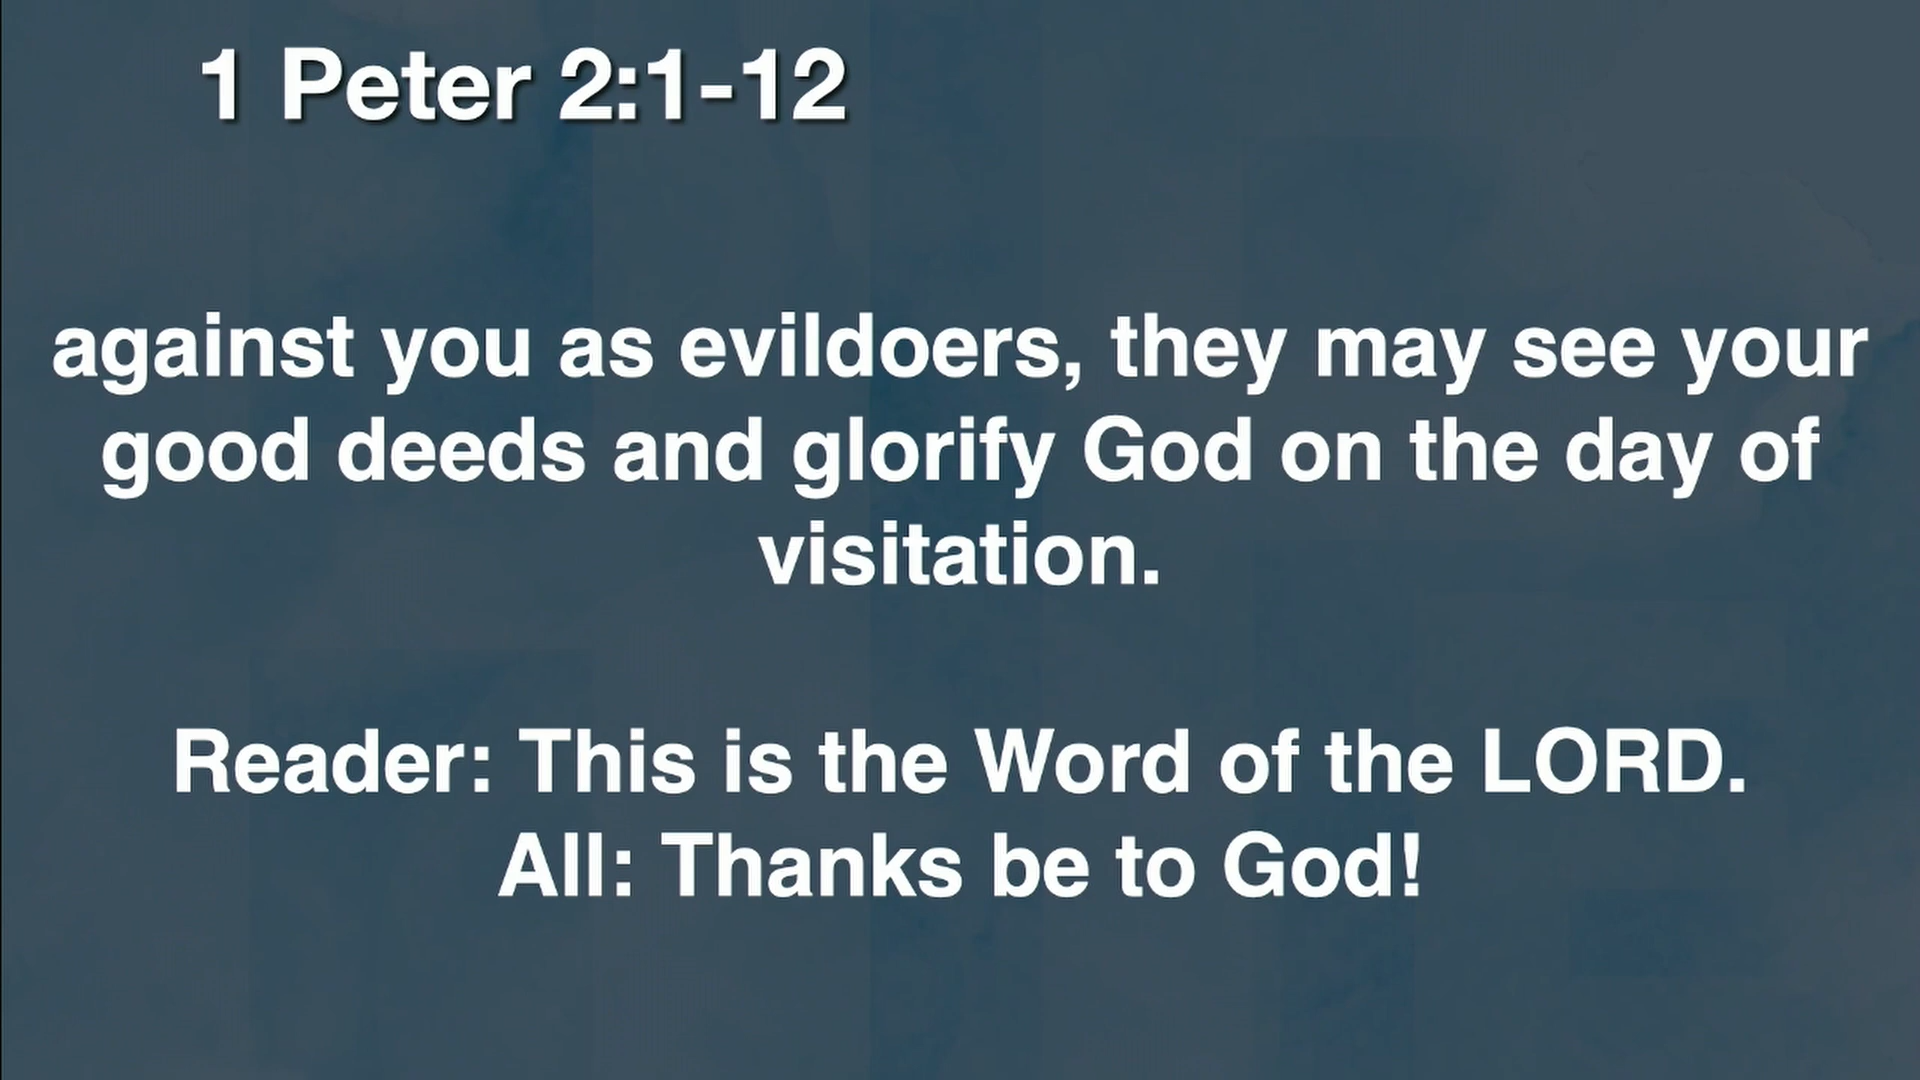 1 Peter 2:1-12
against you as evildoers, they may see your
good deeds and glorify God on the day of
visitation.
Reader: This is the Word of the LORD.
All: Thanks be to God!